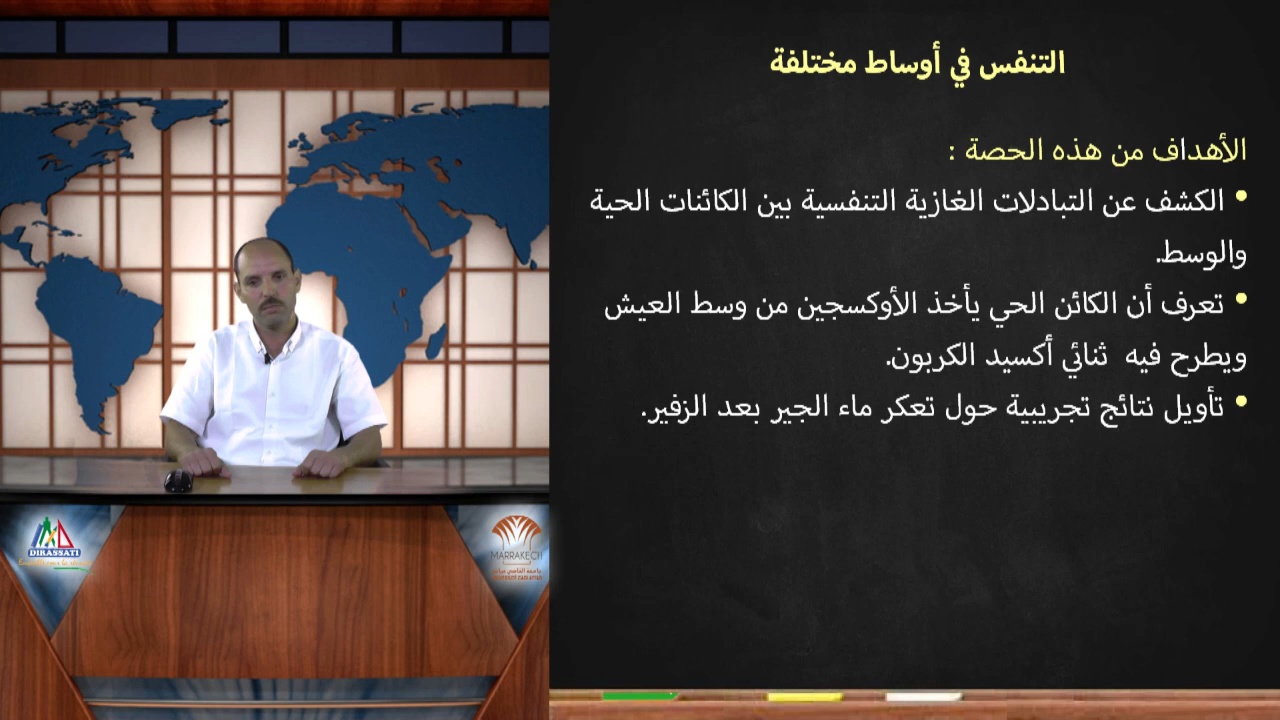 التنفس في أوساط مختلفة
الأهداف من هذه الحصة :
• الكشف عن التبادلات الغازية التنفسية بين الكائنات الحية
والوسط.
• تعرف أن الكائن الحي يأخذ الأوكسجين من وسط العيش
ويطرح فيه ثنائي أكسيد الكربون.
• تأويل نتائج تجريبية حول تعكر ماء الجير بعد الزفير.
DIRASSATI
MARRAKECH